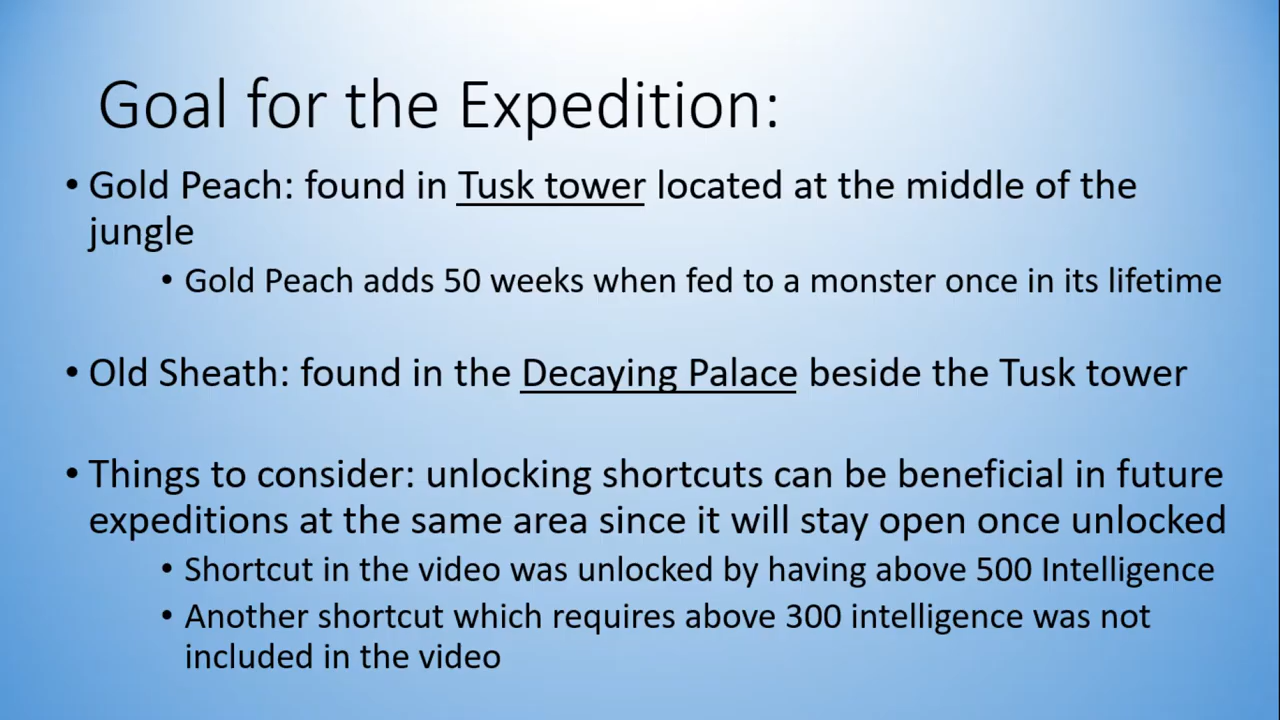 Goal for the Expedition:
• Gold Peach: found in Tusk tower located at the middle of the
jungle
• Gold Peach adds 50 weeks when fed to a monster once in its lifetime
• Old Sheath: found in the Decaying Palace beside the Tusk tower
• Things to consider: unlocking shortcuts can be beneficial in future
expeditions at the same area since it will stay open once unlocked
• Shortcut in the video was unlocked by having above 500 Intelligence
• Another shortcut which requires above 300 intelligence was not
included in the video